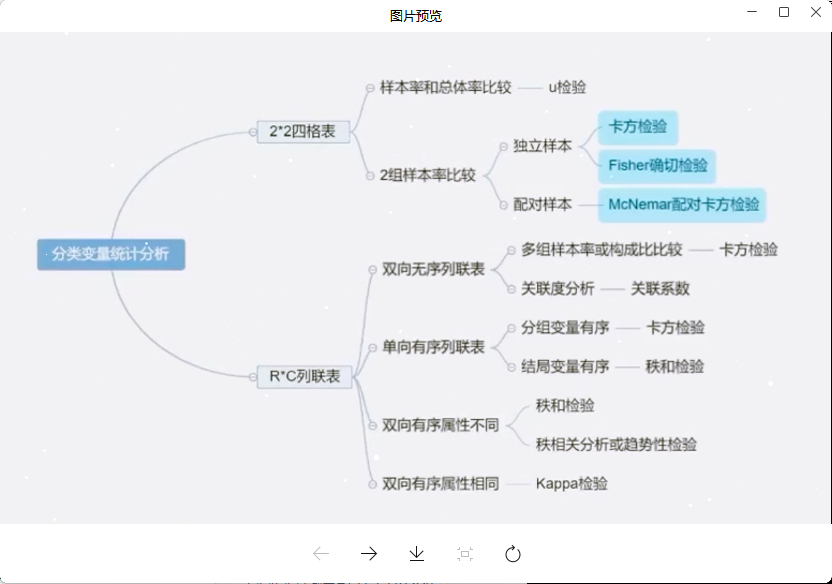 图片预览
样本率和总体率比较
u检验
2*2四格表
卡方检验
独立样本
Fisher确切检验
2组样本率比较
配对样本
McNemar配对卡方检验
分类变量统计分析
多组样本率或构成比比较
卡方检验
双向无序列联表
关联度分析
关联系数
分组变量有序
卡方检验
单向有序列联表
结局变量有序
秩和检验
R*C列联表
秩和检验
双向有序属性不同
秩相关分析或趋势性检验
双向有序属性相同
Kappa检验